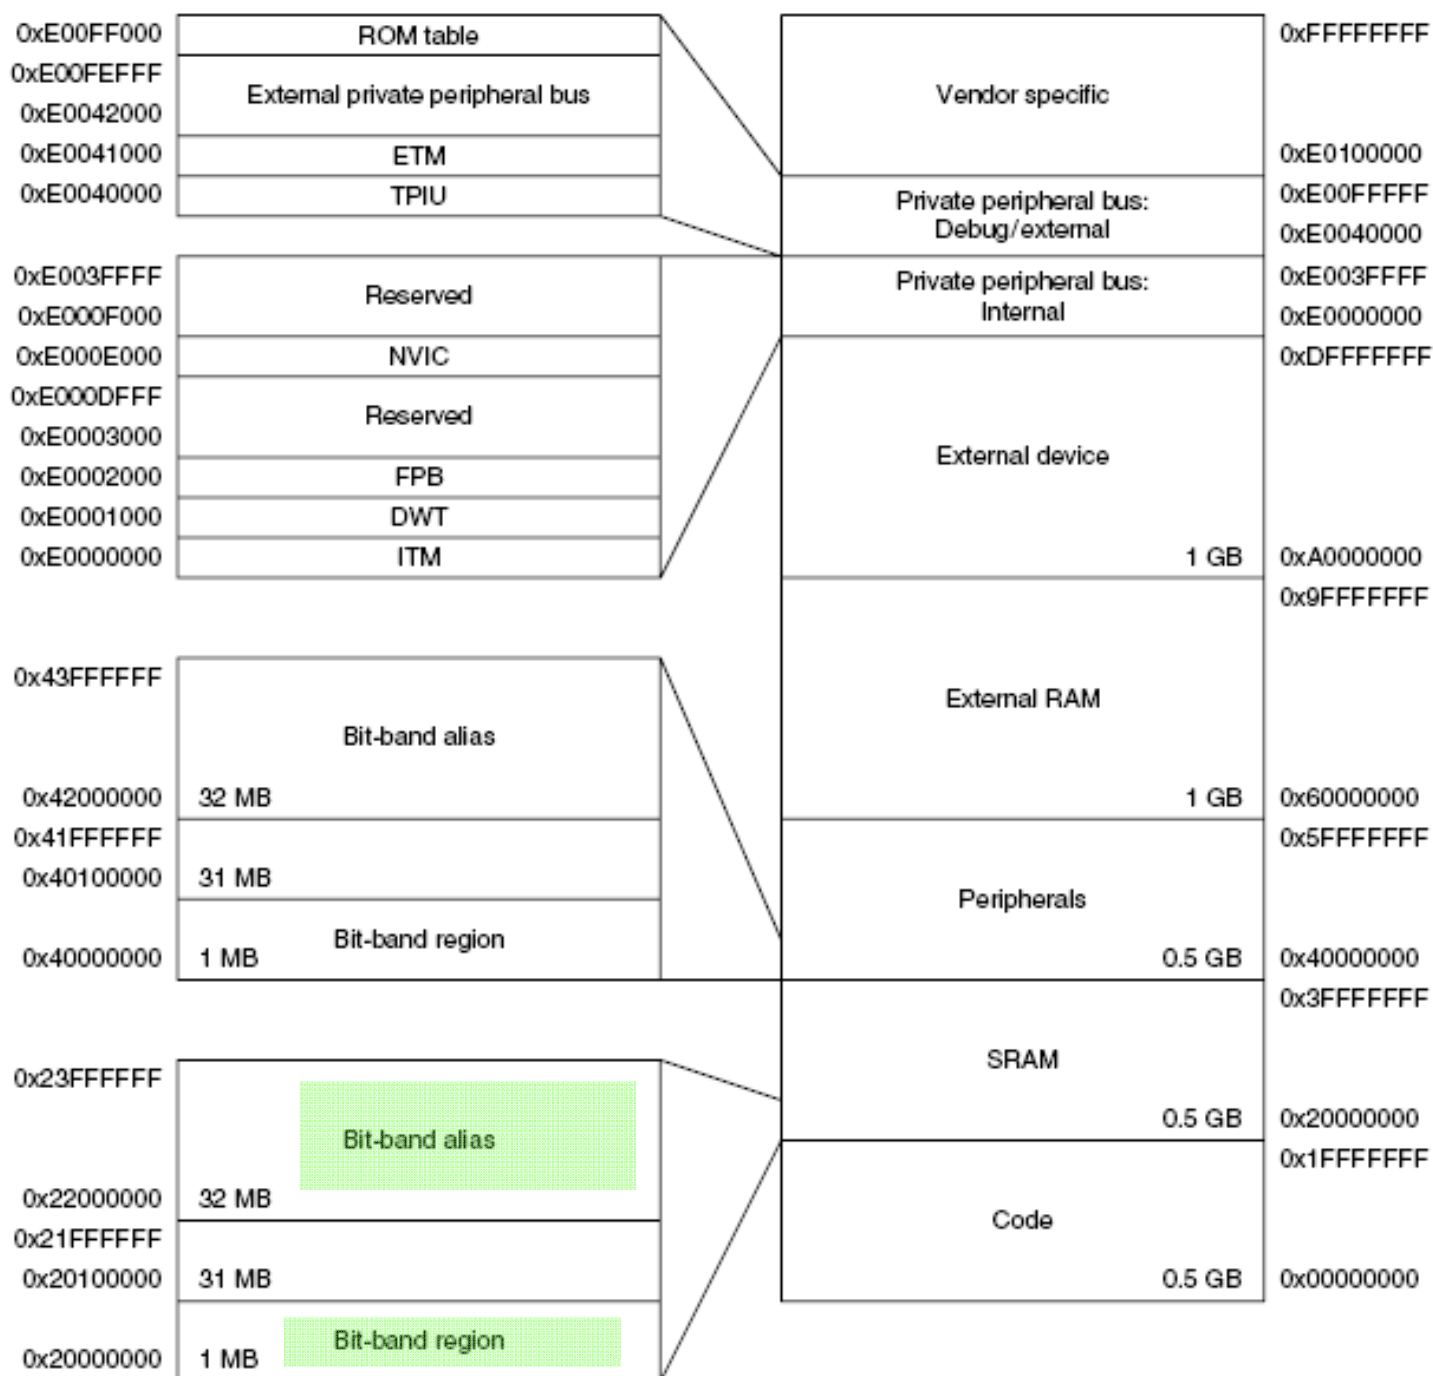 0xE00FF000 ROM table
0xE00FEFFF
External private peripheral bus
0xE0042000
0xE0041000 ETM
0xE0040000 TPIU
0xE003FFFF
Reserved
0xE000F000
0xE000E000 NVIC
0xE000DFFF
Reserved
0xE0003000
0xE0002000 FPB
0xE0001000 DWT
0xE0000000 ITM
0x43FFFFFF
Bit-band alias
0x42000000 32 MB
0x41FFFFFF
0x40100000 31 MB
Bit-band region
0x40000000 1 MB
0x23FFFFFF
Bit-band alias
0x22000000 32 MB
0x21FFFFFF
0x20100000 31 MB
Bit-band region
0x20000000 1 MB
0xFFFFFFFF
Vendor specific
0xE0100000
Private peripheral bus: 0xE00FFFFF
Debug/external 0xE0040000
Private peripheral bus: 0xE003FFFF
Internal 0xE0000000
0xDFFFFFFF
External device
1 GB 0xA0000000
0x9FFFFFFF
External RAM
1 GB 0x60000000
0x5FFFFFFF
Peripherals
0.5 GB 0x40000000
0x3FFFFFFF
SRAM
0.5 GB 0x20000000
0x1FFFFFFF
Code
0.5 GB 0x00000000